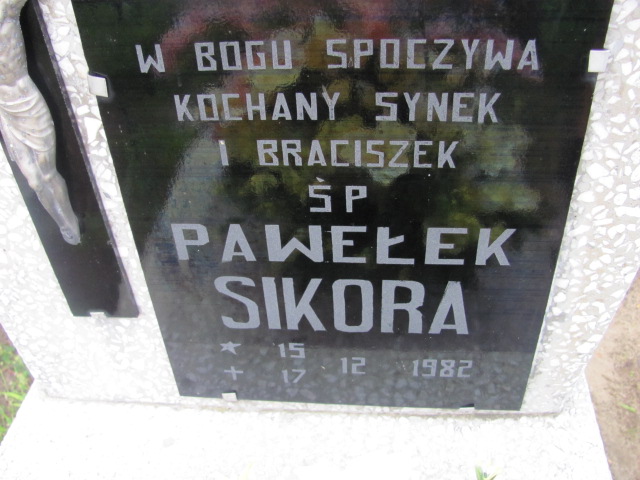 W BOGU SPOCZYWA
KOCHANY SYNEK
I BRACISZEK
ŚP
PAWEŁEK
SIKORA
* 15
+ 17 12 1982